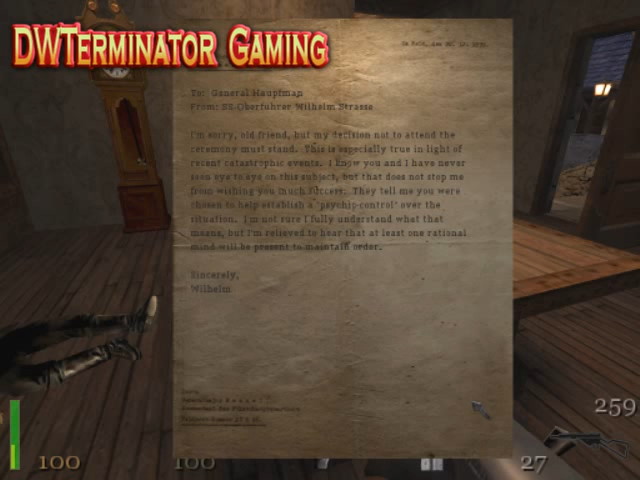 DWTerminator Gaming
To: General Haupfman
From: SS Oberfuhrer Wilhelm Strasse
I'm sorry, old friend, but my decision not to attend the
ceremony must stand. This is especially true in light of
recent catastrophic events. I know you and I have never
seen eye to eye on this subject, but that does not stop me
from wishing you much forcers. They tell me you were
chosen to help establish a 'psychic control' over the
situation. I'm not sure I fully understand what that
means, but I'm relieved to hear that at least one rational
mind will be present to maintain order.
Sincerely,
Wilhelm
259
100 100 27